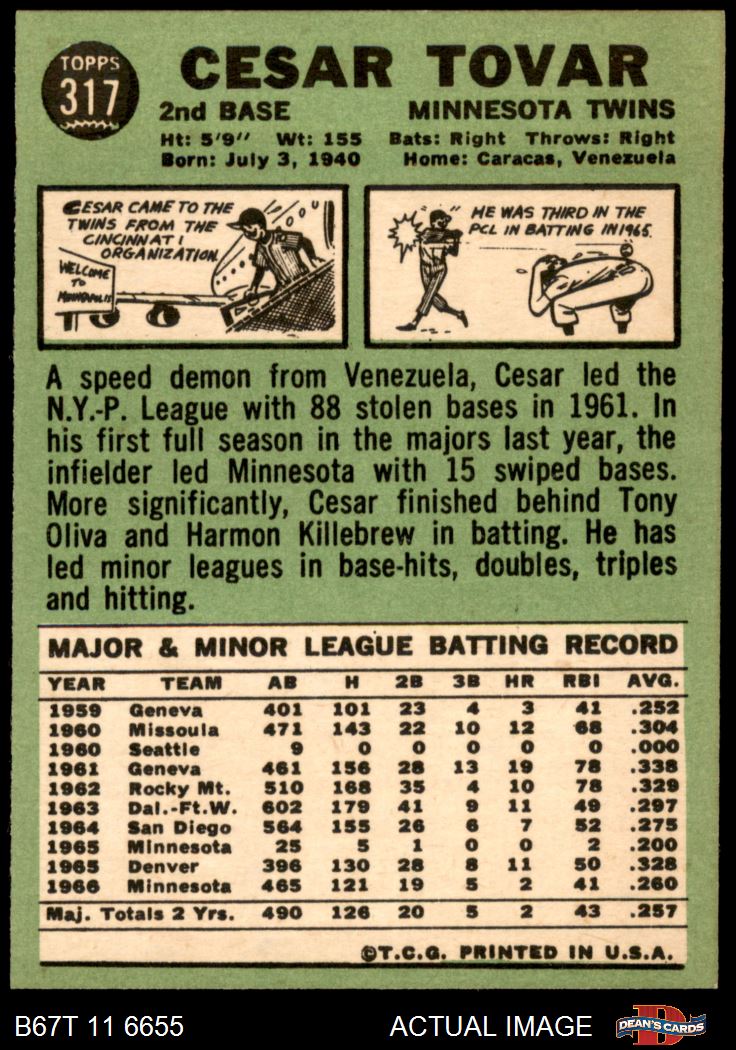 TOPPS
317
CESAR TOVAR
2nd BASE MINNESOTA TWINS
Ht: 5'9" Wt: 155 Bats: Right Throws: Right
Born: July 3, 1940 Home: Caracas, Venezuela
CESAR CAME TO THE
TWINS FROM THE
CINCINNATI
ORGANIZATION.
WELCOME
TO
MINNEAPOLIS
HE WAS THIRD IN THE
PCL IN BATTING IN 1965.
A speed demon from Venezuela, Cesar led the
N.Y.-P. League with 88 stolen bases in 1961. In
his first full season in the majors last year, the
infielder led Minnesota with 15 swiped bases.
More significantly, Cesar finished behind Tony
Oliva and Harmon Killebrew in batting. He has
led minor leagues in base-hits, doubles, triples
and hitting.
MAJOR & MINOR LEAGUE BATTING RECORD
YEAR TEAM AB H 2B 3B HR RBI AVG.
1959 Geneva 401 101 23 4 3 41 .252
1960 Missoula 471 143 22 10 12 68 .304
1960 Seattle 9 0 0 0 0 0 .000
1961 Geneva 461 156 28 13 19 78 .338
1962 Rocky Mt. 510 168 35 4 10 78 .329
1963 Dal.-Ft.W. 602 179 41 9 11 49 .297
1964 San Diego 564 155 26 6 7 52 .275
1965 Minnesota 25 5 1 0 0 2 .200
1965 Denver 396 130 28 8 11 50 .328
1966 Minnesota 465 121 19 5 2 41 .260
Maj. Totals 2 Yrs. 490 126 20 5 2 43 .257
©T.C.G. PRINTED IN U.S.A.
B67T 11 6655 ACTUAL IMAGE D DEAN'S CARDS